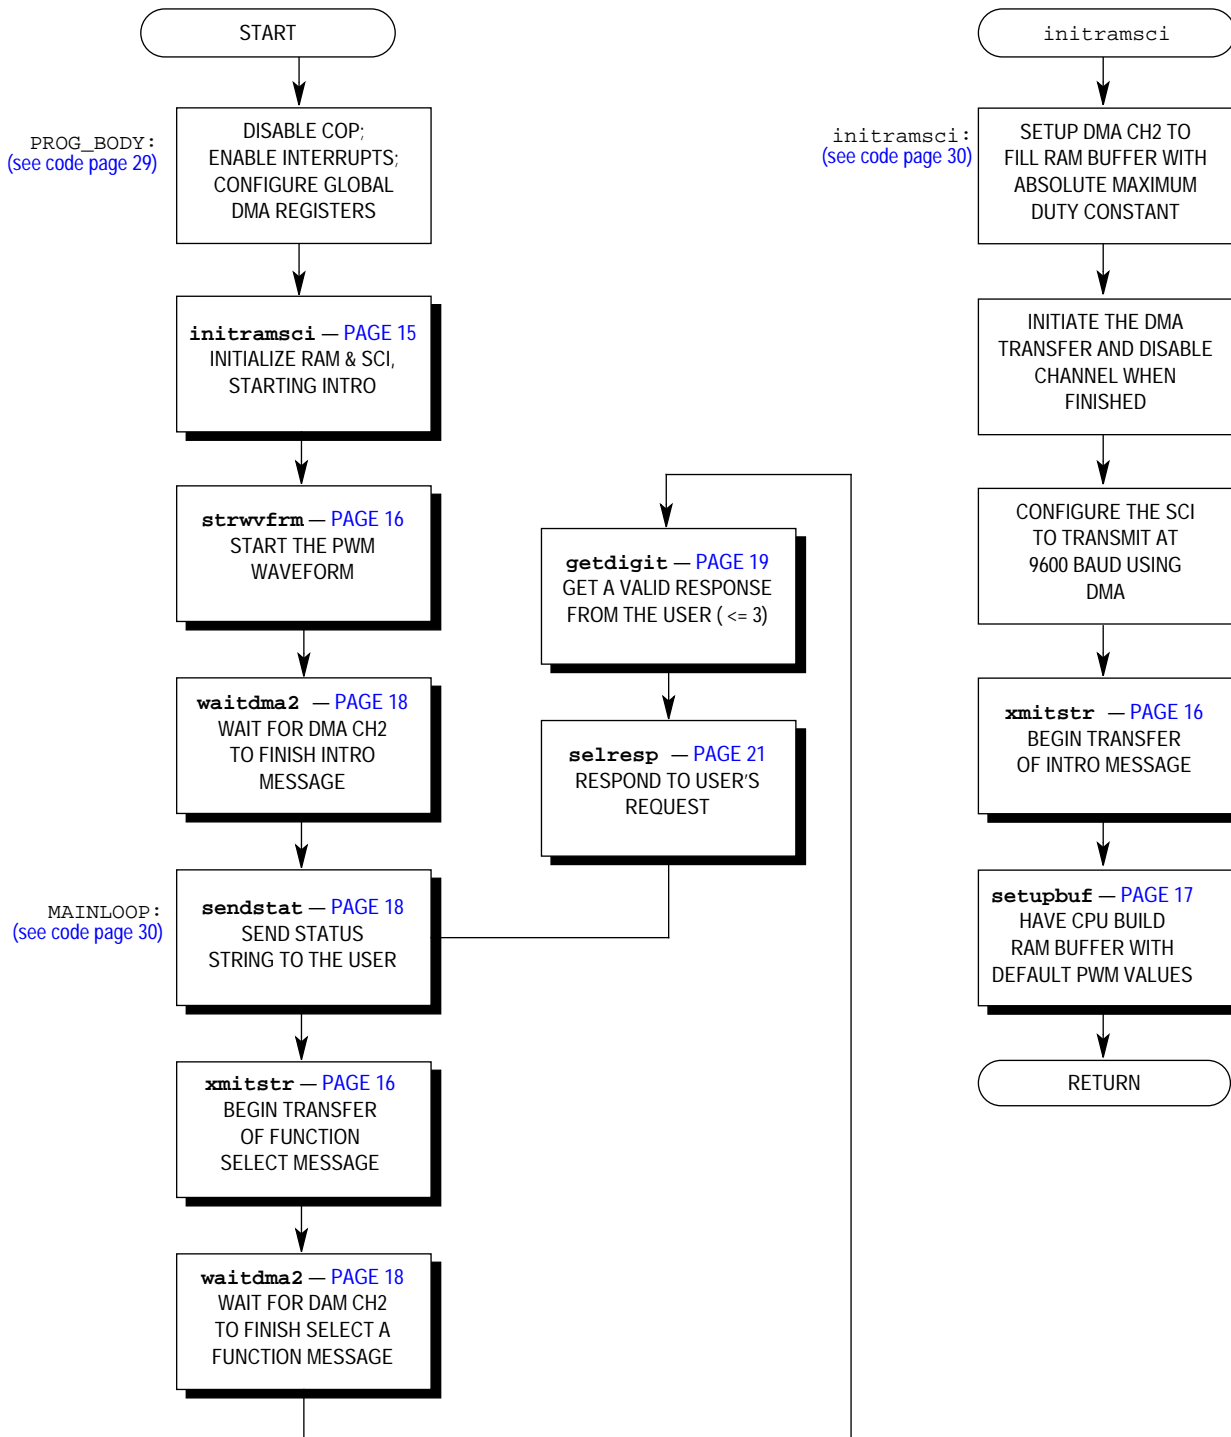 START
PROG_BODY:
(see code page 29)
DISABLE COP;
ENABLE INTERRUPTS;
CONFIGURE GLOBAL
DMA REGISTERS
initramsci — PAGE 15
INITIALIZE RAM & SCI,
STARTING INTRO
strwvfrm — PAGE 16
START THE PWM
WAVEFORM
waitdma2 — PAGE 18
WAIT FOR DMA CH2
TO FINISH INTRO
MESSAGE
MAINLOOP:
(see code page 30)
sendstat — PAGE 18
SEND STATUS
STRING TO THE USER
xmitstr — PAGE 16
BEGIN TRANSFER
OF FUNCTION
SELECT MESSAGE
waitdma2 — PAGE 18
WAIT FOR DAM CH2
TO FINISH SELECT A
FUNCTION MESSAGE
getdigit — PAGE 19
GET A VALID RESPONSE
FROM THE USER ( <= 3)
selresp — PAGE 21
RESPOND TO USER'S
REQUEST
initramsci
initramsci:
(see code page 30)
SETUP DMA CH2 TO
FILL RAM BUFFER WITH
ABSOLUTE MAXIMUM
DUTY CONSTANT
INITIATE THE DMA
TRANSFER AND DISABLE
CHANNEL WHEN
FINISHED
CONFIGURE THE SCI
TO TRANSMIT AT
9600 BAUD USING
DMA
xmitstr — PAGE 16
BEGIN TRANSFER
OF INTRO MESSAGE
setupbuf — PAGE 17
HAVE CPU BUILD
RAM BUFFER WITH
DEFAULT PWM VALUES
RETURN